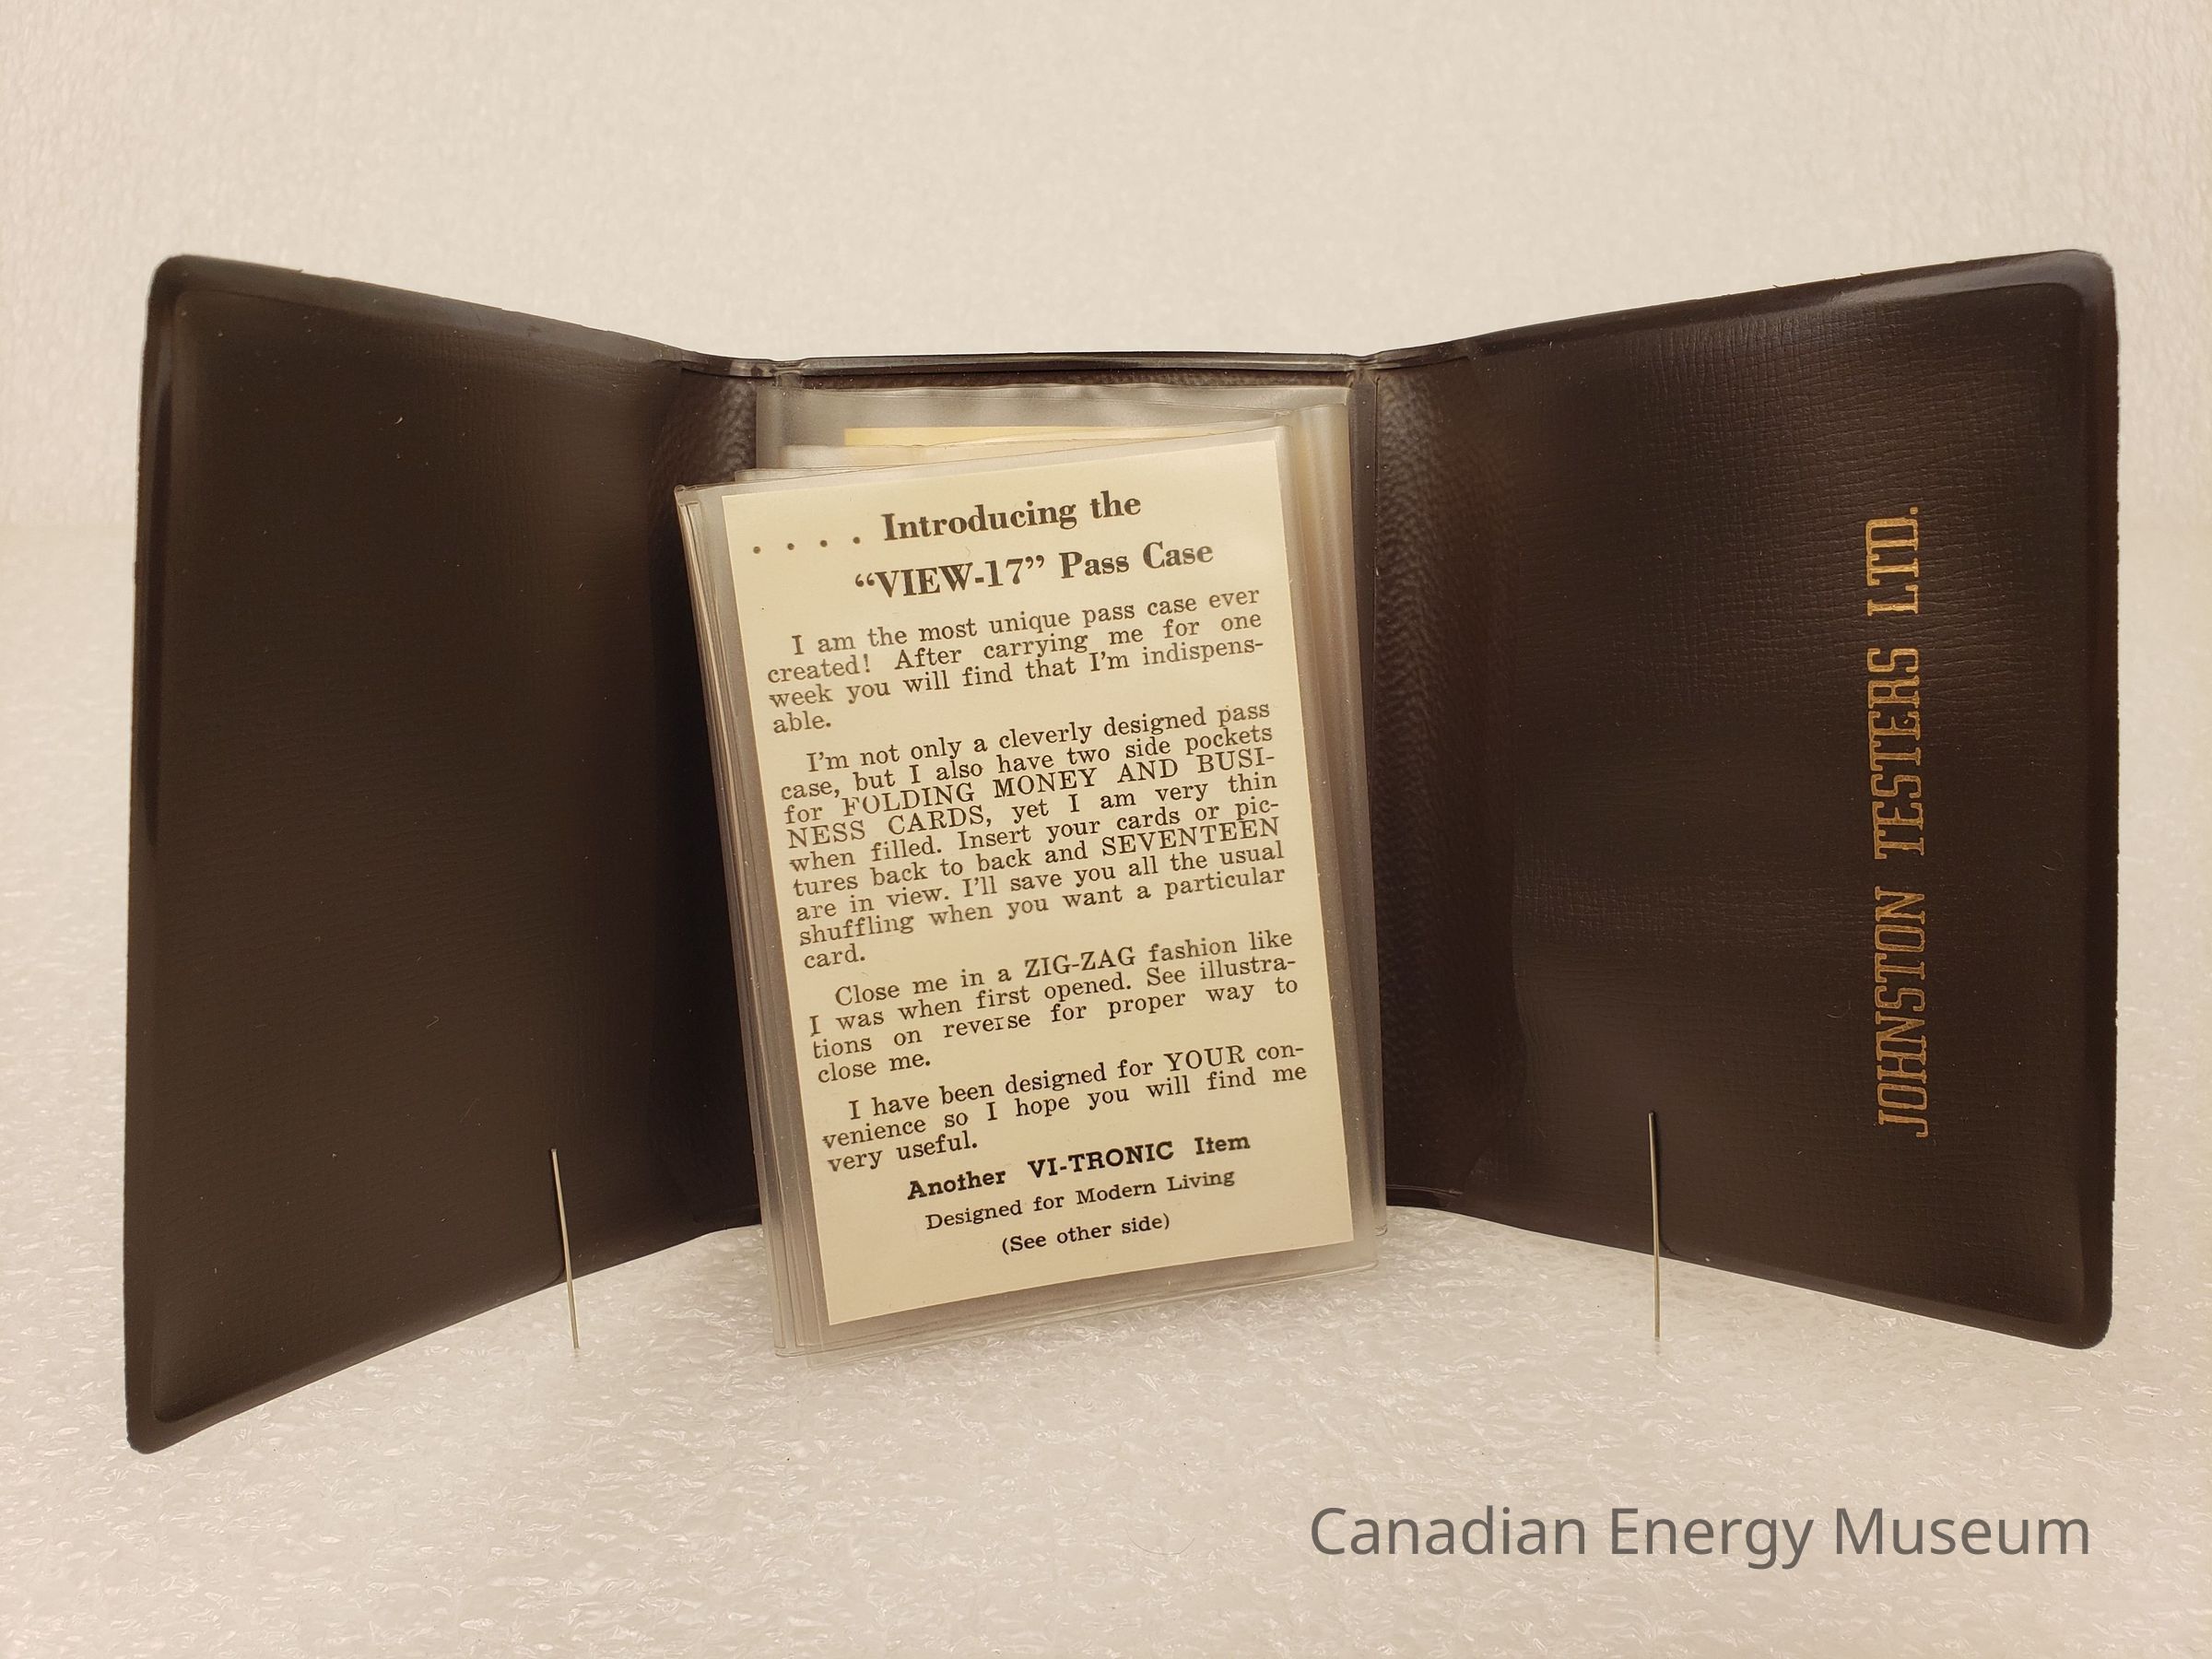 . . . . Introducing the
“VIEW-17” Pass Case
I am the most unique pass case ever
created! After carrying me for one
week you will find that I’m indispens-
able.
I’m not only a cleverly designed pass
case, but I also have two side pockets
for FOLDING MONEY AND BUSI-
NESS CARDS, yet I am very thin
when filled. Insert your cards or pic-
tures back to back and SEVENTEEN
are in view. I’ll save you all the usual
shuffling when you want a particular
card.
Close me in a ZIG-ZAG fashion like
I was when first opened. See illustra-
tions on reverse for proper way to
close me.
I have been designed for YOUR con-
venience so I hope you will find me
very useful.
Another VI-TRONIC Item
Designed for Modern Living
(See other side)
JOHNSTON TESTERS LTD.
Canadian Energy Museum